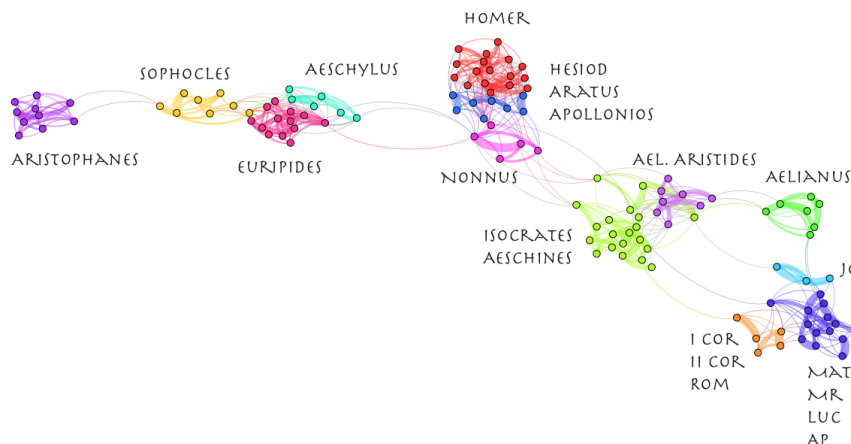 HOMER
SOPHOCLES
AESCHYLUS
HESIOD
ARATUS
APOLLONIOS
ARISTOPHANES
EURIPIDES
NONNUS
AEL. ARISTIDES
AELIANUS
ISOCRATES
AESCHINES
I COR
II COR
ROM
MAT
MR
LUC
AP